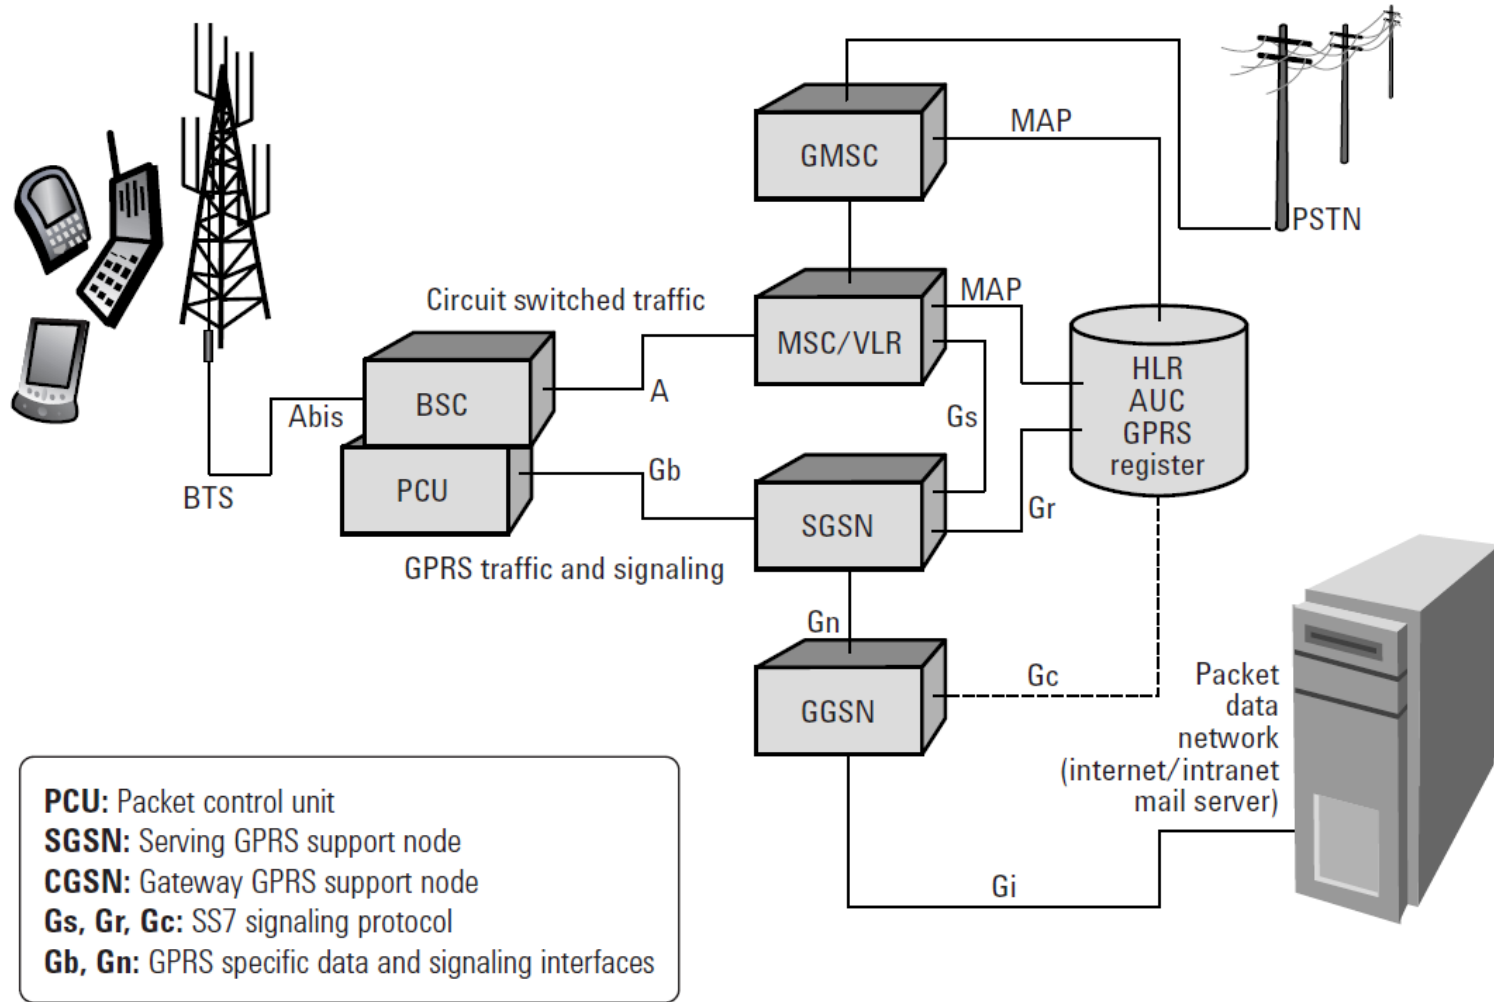 GMSC
MAP
PSTN
Circuit switched traffic
MSC/VLR
MAP
HLR
AUC
GPRS
register
BSC
A
Abis
Gs
PCU
Gb
BTS
SGSN
Gr
GPRS traffic and signaling
Gn
GGSN
Gc
Packet
data
network
(internet/intranet
mail server)
Gi
PCU: Packet control unit
SGSN: Serving GPRS support node
CGSN: Gateway GPRS support node
Gs, Gr, Gc: SS7 signaling protocol
Gb, Gn: GPRS specific data and signaling interfaces